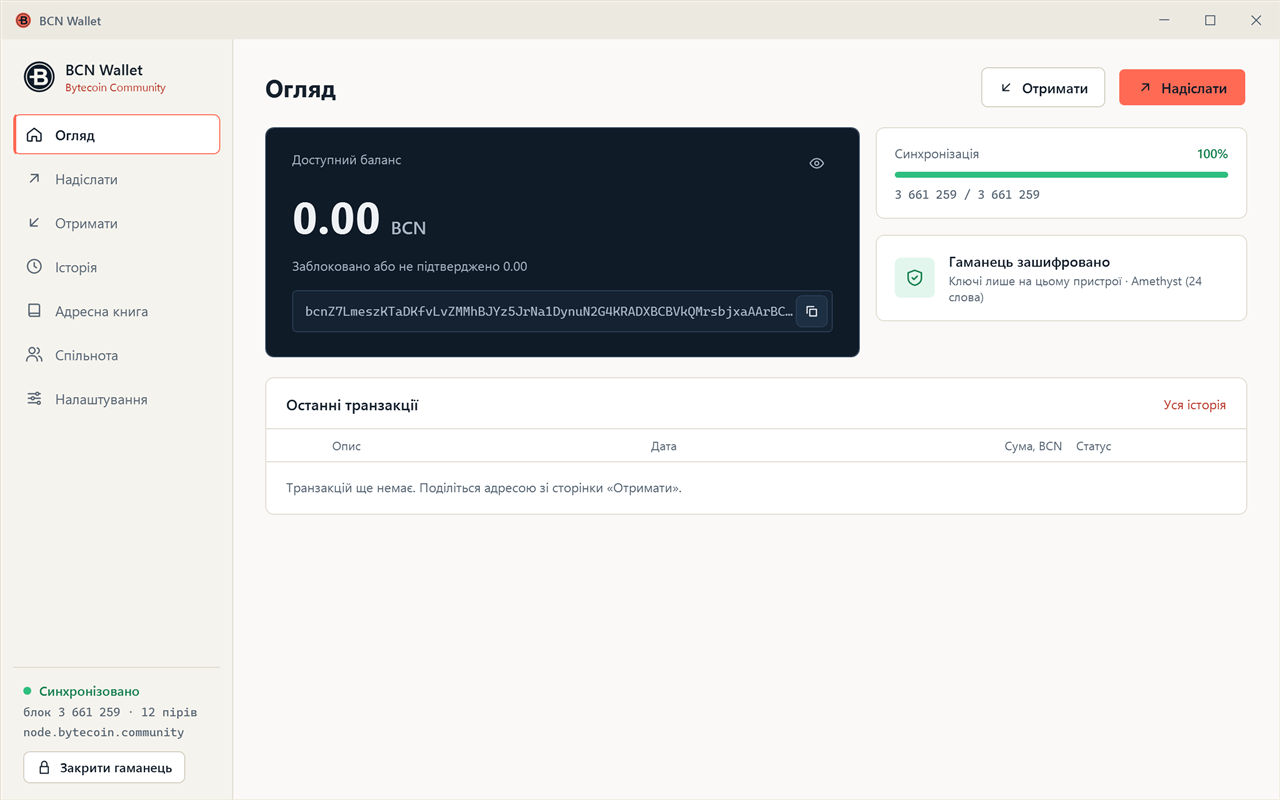 BCN Wallet
BCN Wallet
Bytecoin Community
Огляд
Надіслати
Отримати
Історія
Адресна книга
Спільнота
Налаштування
Синхронізовано
блок 3 661 259 · 12 пірів
node.bytecoin.community
Закрити гаманець
Огляд
Отримати
Надіслати
Доступний баланс
0.00 BCN
Заблоковано або не підтверджено 0.00
bcnZ7LmeszKTaDKfvLvZMMhBJYz5JrNa1DynuN2G4KRADXBCBVkQMrsbjxaAArBC…
Синхронізація 100%
3 661 259 / 3 661 259
Гаманець зашифровано
Ключі лише на цьому пристрої · Amethyst (24
слова)
Останні транзакції
Уся історія
Опис Дата Сума, BCN Статус
Транзакцій ще немає. Поділіться адресою зі сторінки «Отримати».